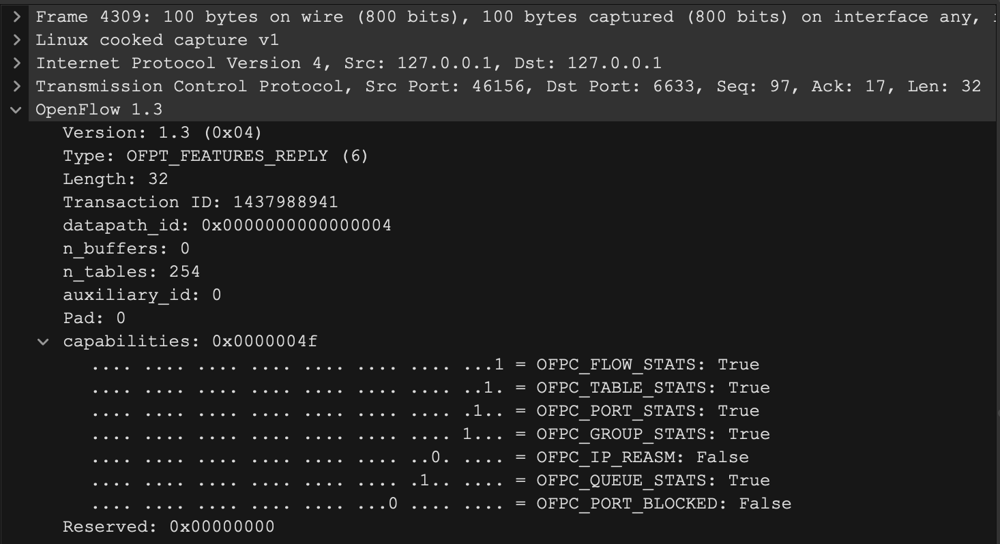 Frame 4309: 100 bytes on wire (800 bits), 100 bytes captured (800 bits) on interface any,
Linux cooked capture v1
Internet Protocol Version 4, Src: 127.0.0.1, Dst: 127.0.0.1
Transmission Control Protocol, Src Port: 46156, Dst Port: 6633, Seq: 97, Ack: 17, Len: 32
OpenFlow 1.3
Version: 1.3 (0x04)
Type: OFPT_FEATURES_REPLY (6)
Length: 32
Transaction ID: 1437988941
datapath_id: 0x0000000000000004
n_buffers: 0
n_tables: 254
auxiliary_id: 0
Pad: 0
capabilities: 0x0000004f
.... .... .... .... .... .... .... ...1 = OFPC_FLOW_STATS: True
.... .... .... .... .... .... .... ..1. = OFPC_TABLE_STATS: True
.... .... .... .... .... .... .... .1.. = OFPC_PORT_STATS: True
.... .... .... .... .... .... .... 1... = OFPC_GROUP_STATS: True
.... .... .... .... .... .... ..0. .... = OFPC_IP_REASM: False
.... .... .... .... .... .... .1.. .... = OFPC_QUEUE_STATS: True
.... .... .... .... .... ...0 .... .... = OFPC_PORT_BLOCKED: False
Reserved: 0x00000000